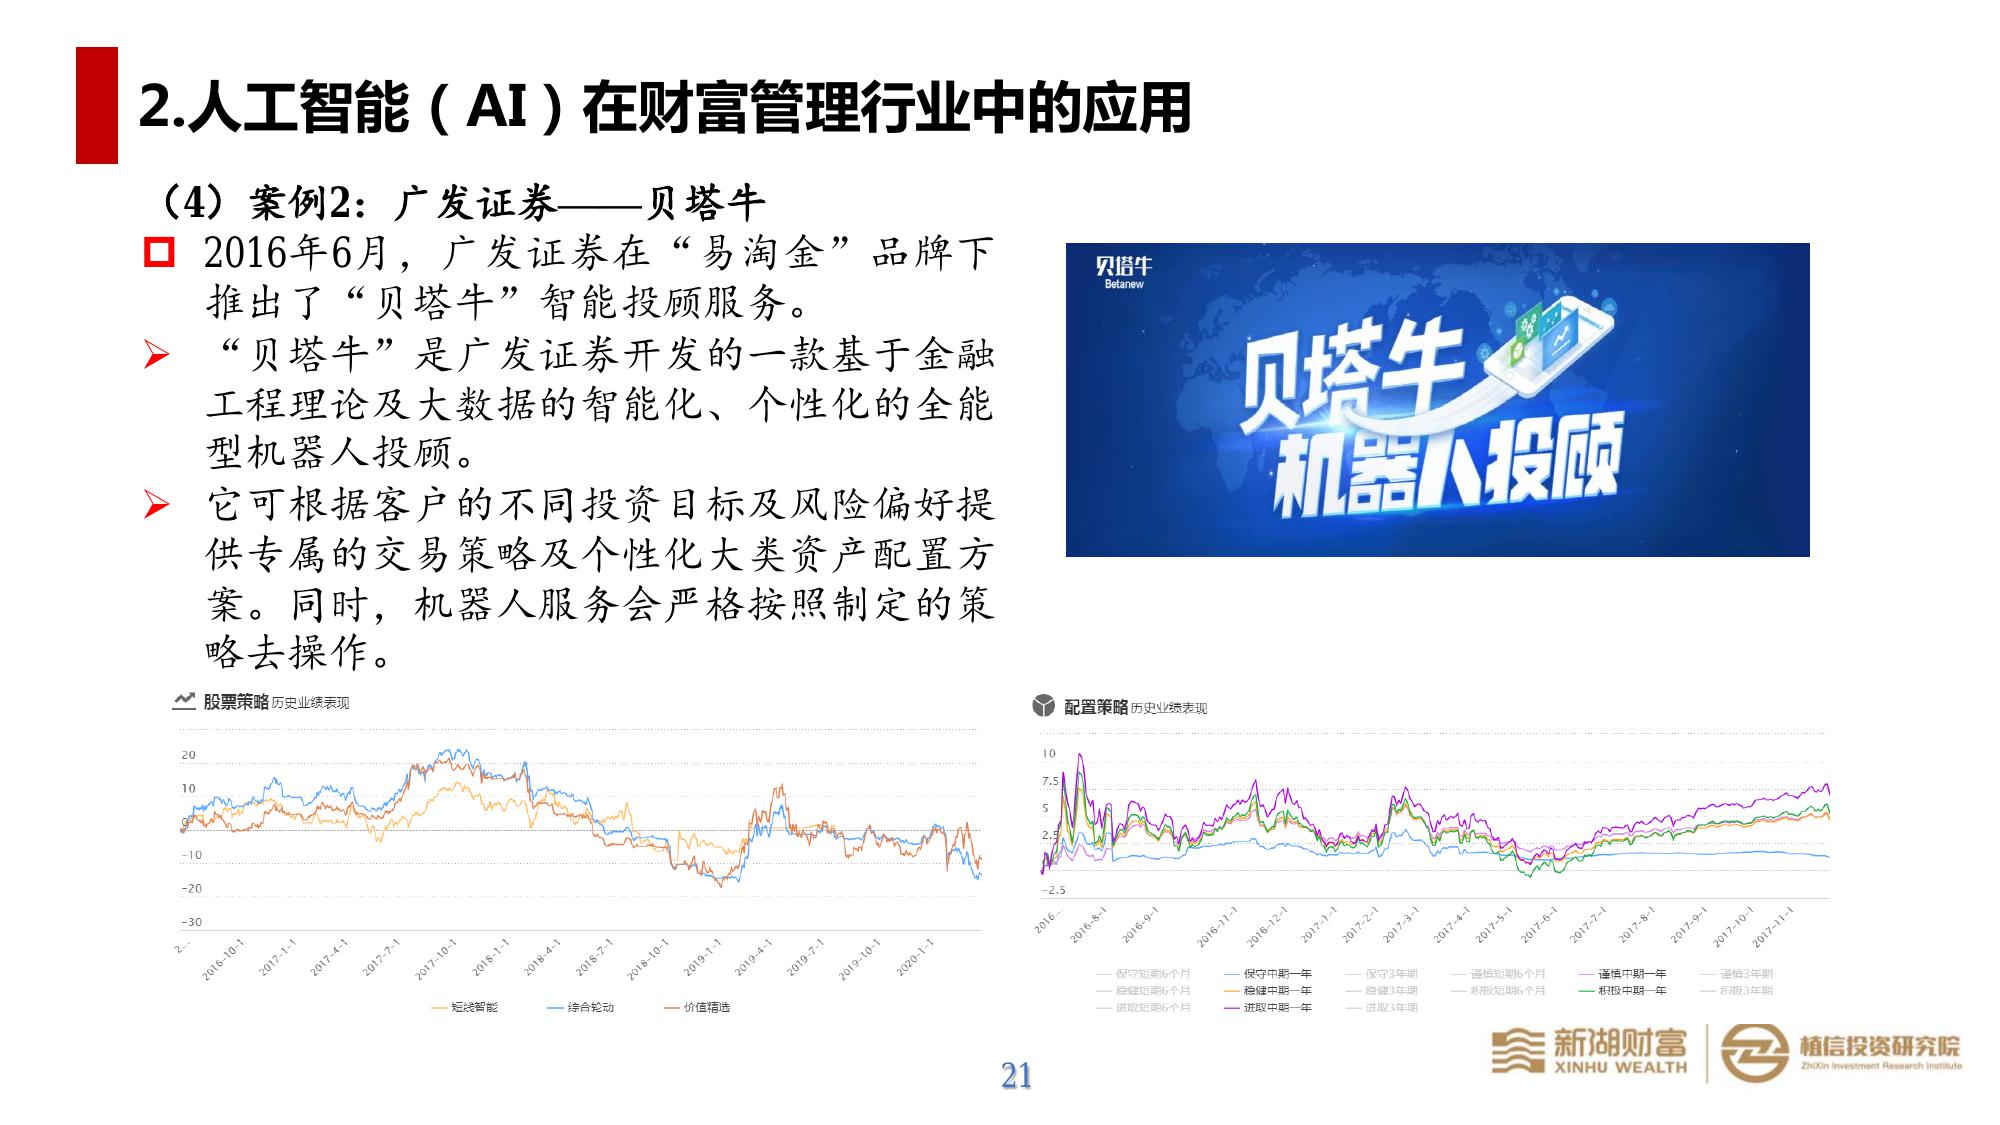 2.人工智能（AI）在财富管理行业中的应用
（4）案例2：广发证券——贝塔牛
2016年6月，广发证券在“易淘金”品牌下
推出了“贝塔牛”智能投顾服务。
“贝塔牛”是广发证券开发的一款基于金融
工程理论及大数据的智能化、个性化的全能
型机器人投顾。
它可根据客户的不同投资目标及风险偏好提
供专属的交易策略及个性化大类资产配置方
案。同时，机器人服务会严格按照制定的策
略去操作。
贝塔牛
Betanew
贝塔牛
机器人投顾
股票策略历史业绩表现
20
10
0
-10
-20
-30
2... 2016-10-1 2017-1-1 2017-4-1 2017-7-1 2017-10-1 2018-1-1 2018-4-1 2018-7-1 2018-10-1 2019-1-1 2019-4-1 2019-7-1 2019-10-1 2020-1-1
短线智能 综合轮动 价值精选
配置策略历史业绩表现
10
7.5
5
2.5
0
-2.5
2016... 2016-8-1 2016-9-1 2016-11-1 2016-12-1 2017-1-1 2017-2-1 2017-3-1 2017-4-1 2017-5-1 2017-6-1 2017-7-1 2017-8-1 2017-9-1 2017-10-1 2017-11-1
保守短期6个月 保守中期一年 保守3年期 谨慎短期6个月 谨慎中期一年 谨慎3年期
稳健短期6个月 稳健中期一年 稳健3年期 积极短期6个月 积极中期一年 积极3年期
进取短期6个月 进取中期一年 进取3年期
新湖财富
XINHU WEALTH
植信投资研究院
ZhiXin Investment Research Institute
21